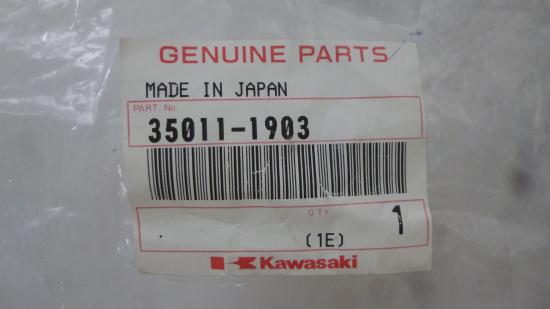 GENUINE PARTS
MADE IN JAPAN
PART No.
35011-1903
QTY
1
(1E)
Kawasaki